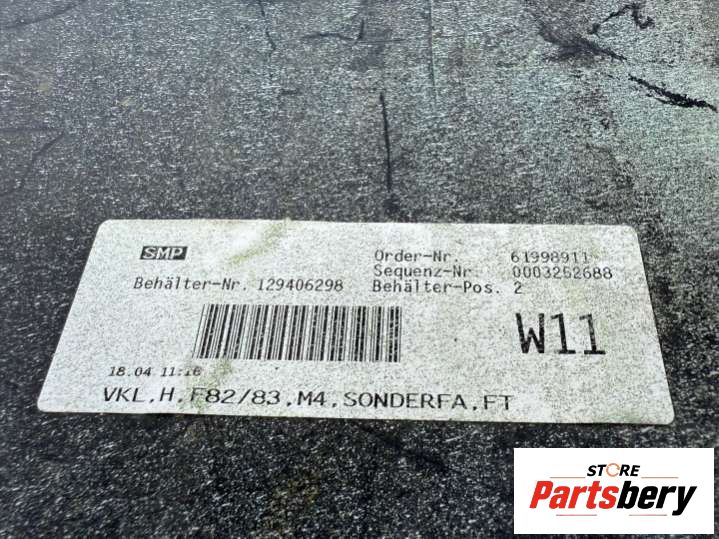 SMP
Order-Nr. 61998911
Sequenz-Nr. 0003252688
Behälter-Nr. 129406298 Behälter-Pos. 2
W11
18.04 11:16
VKL.H.F82/83.M4.SONDERFA.FT
STORE
Partsbery